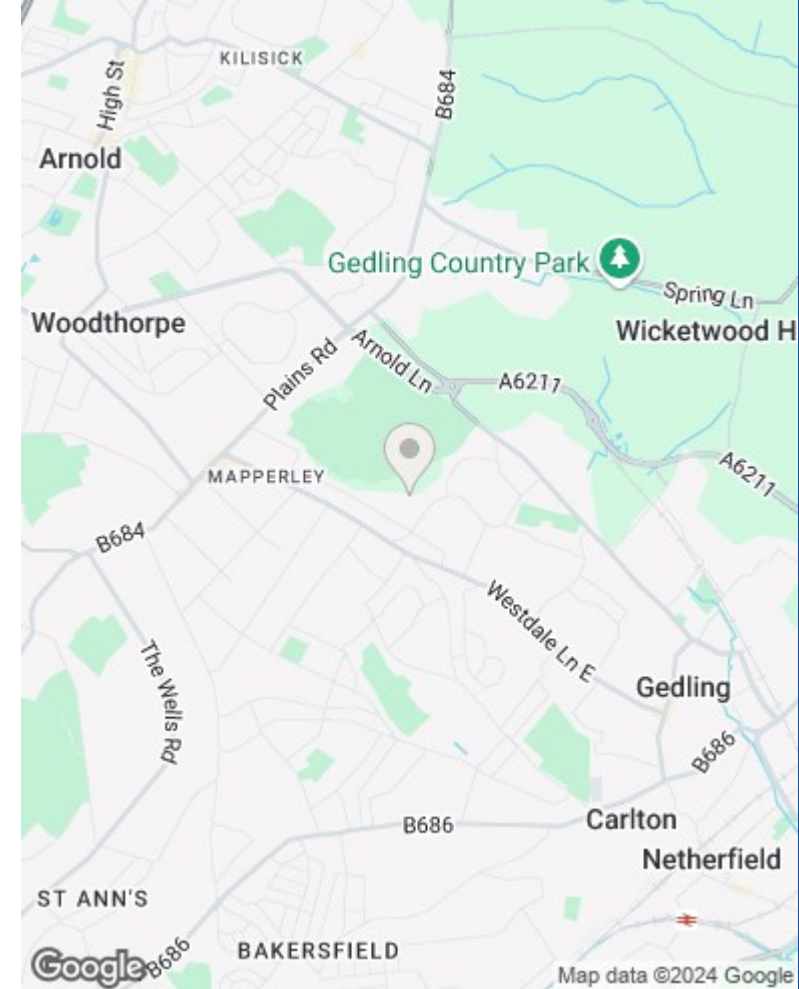 KILISICK
High St
B684
Arnold
Gedling Country Park
Spring Ln
Woodthorpe
Wicketwood H
Arnold Ln
Plains Rd
A6211
A6211
MAPPERLEY
B684
Westdale Ln E
The Wells Rd
Gedling
B686
B686
Carlton
Netherfield
ST ANN'S
BAKERSFIELD
B686
Google
Map data ©2024 Google